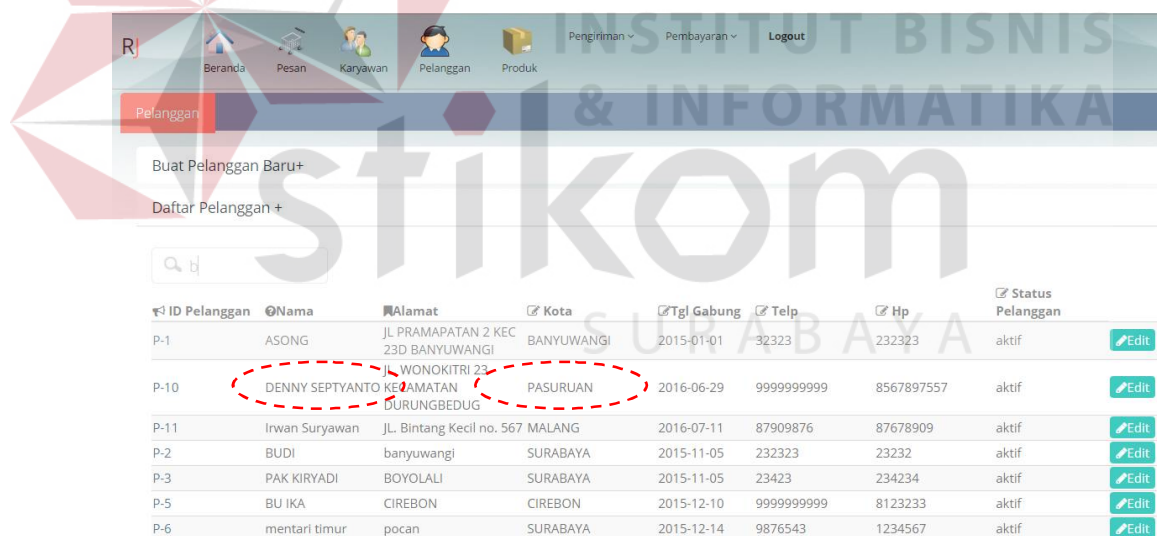 INSTITUT BISNIS
& INFORMATIKA
stikom
SURABAYA
RJ Beranda Pesan Karyawan Pelanggan Produk Pengiriman Pembayaran Logout
Pelanggan
Buat Pelanggan Baru+
Daftar Pelanggan +
b
ID Pelanggan Nama Alamat Kota Tgl Gabung Telp Hp Status Pelanggan
P-1 ASONG JL PRAMAPATAN 2 KEC 23D BANYUWANGI BANYUWANGI 2015-01-01 32323 232323 aktif Edit
P-10 DENNY SEPTYANTO JL. WONOKITRI 23 KECAMATAN DURUNGBEDUG PASURUAN 2016-06-29 9999999999 8567897557 aktif Edit
P-11 Irwan Suryawan JL. Bintang Kecil no. 567 MALANG 2016-07-11 87909876 87678909 aktif Edit
P-2 BUDI banyuwangi SURABAYA 2015-11-05 232323 23232 aktif Edit
P-3 PAK KIRYADI BOYOLALI SURABAYA 2015-11-05 23423 234234 aktif Edit
P-5 BU IKA CIREBON CIREBON 2015-12-10 9999999999 8123233 aktif Edit
P-6 mentari timur pocan SURABAYA 2015-12-14 9876543 1234567 aktif Edit